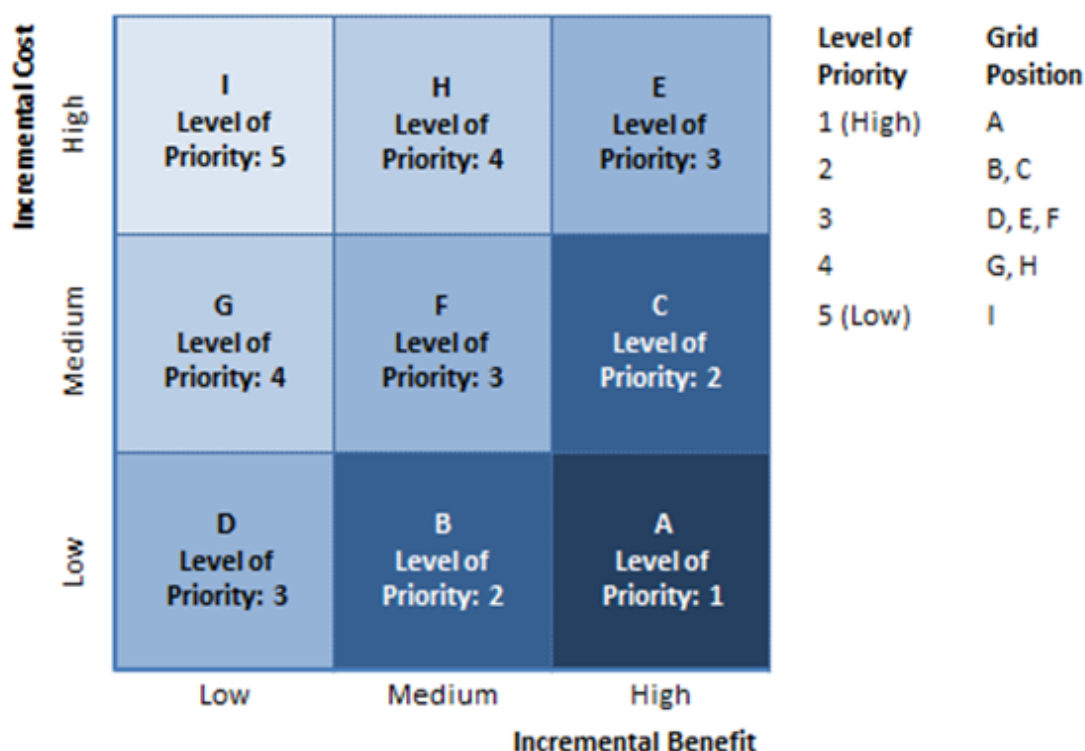 Incremental Cost
High
Medium
Low
I
Level of
Priority: 5
H
Level of
Priority: 4
E
Level of
Priority: 3
G
Level of
Priority: 4
F
Level of
Priority: 3
C
Level of
Priority: 2
D
Level of
Priority: 3
B
Level of
Priority: 2
A
Level of
Priority: 1
Low Medium High
Incremental Benefit
Level of Priority Grid Position
1 (High) A
2 B, C
3 D, E, F
4 G, H
5 (Low) I